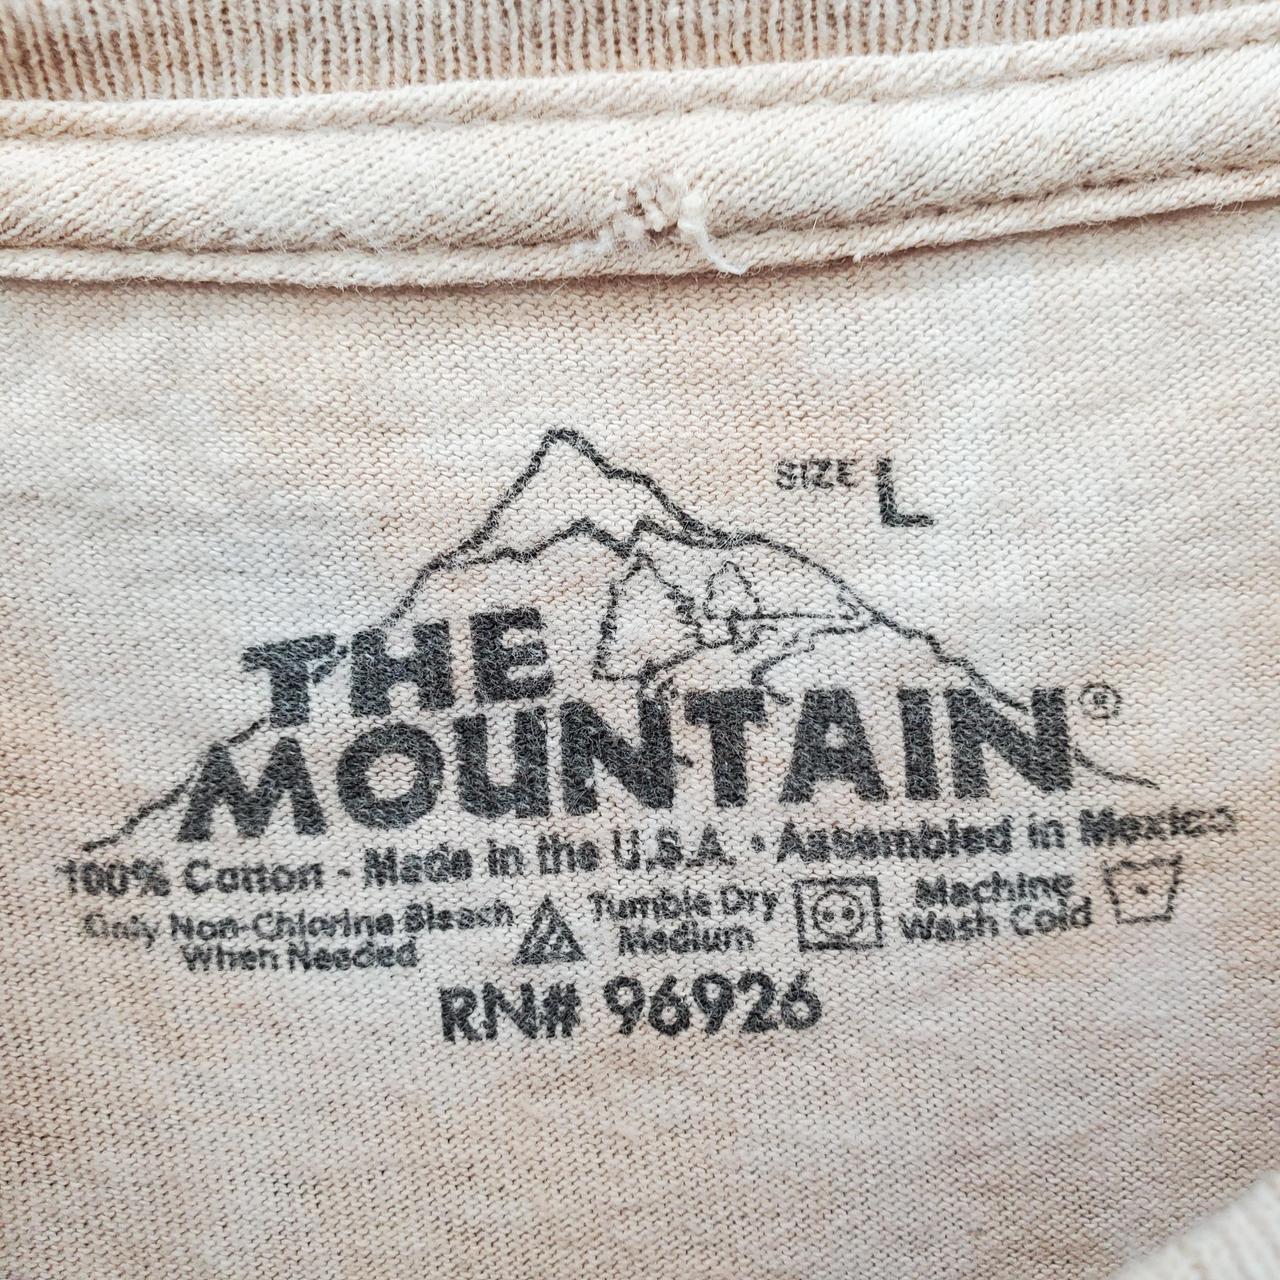 SIZE L
THE
MOUNTAIN®
100% Cotton - Made in the U.S.A. • Assembled in Mexico
Only Non-Chlorine Bleach
When Needed
Tumble Dry
Medium
Machine
Wash Cold
RN# 96926